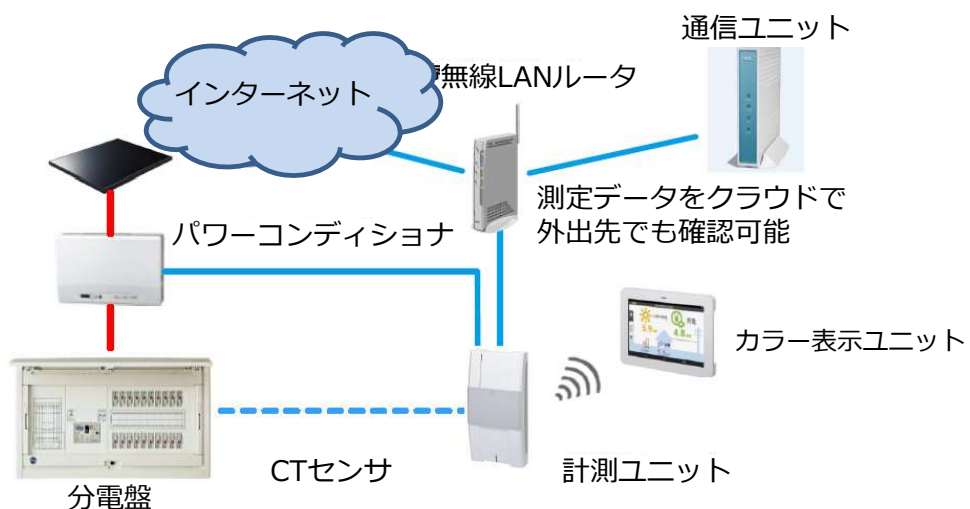 通信ユニット
無線LANルータ
インターネット
測定データをクラウドで
外出先でも確認可能
パワーコンディショナ
カラー表示ユニット
CTセンサ
計測ユニット
分電盤